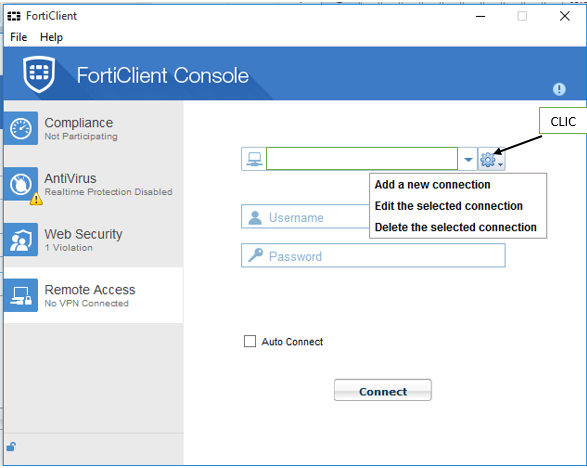 FortiClient
File Help
FortiClient Console
CLIC
Compliance
Not Participating
AntiVirus
Realtime Protection Disabled
Web Security
1 Violation
Remote Access
No VPN Connected
Add a new connection
Edit the selected connection
Delete the selected connection
Username
Password
Auto Connect
Connect